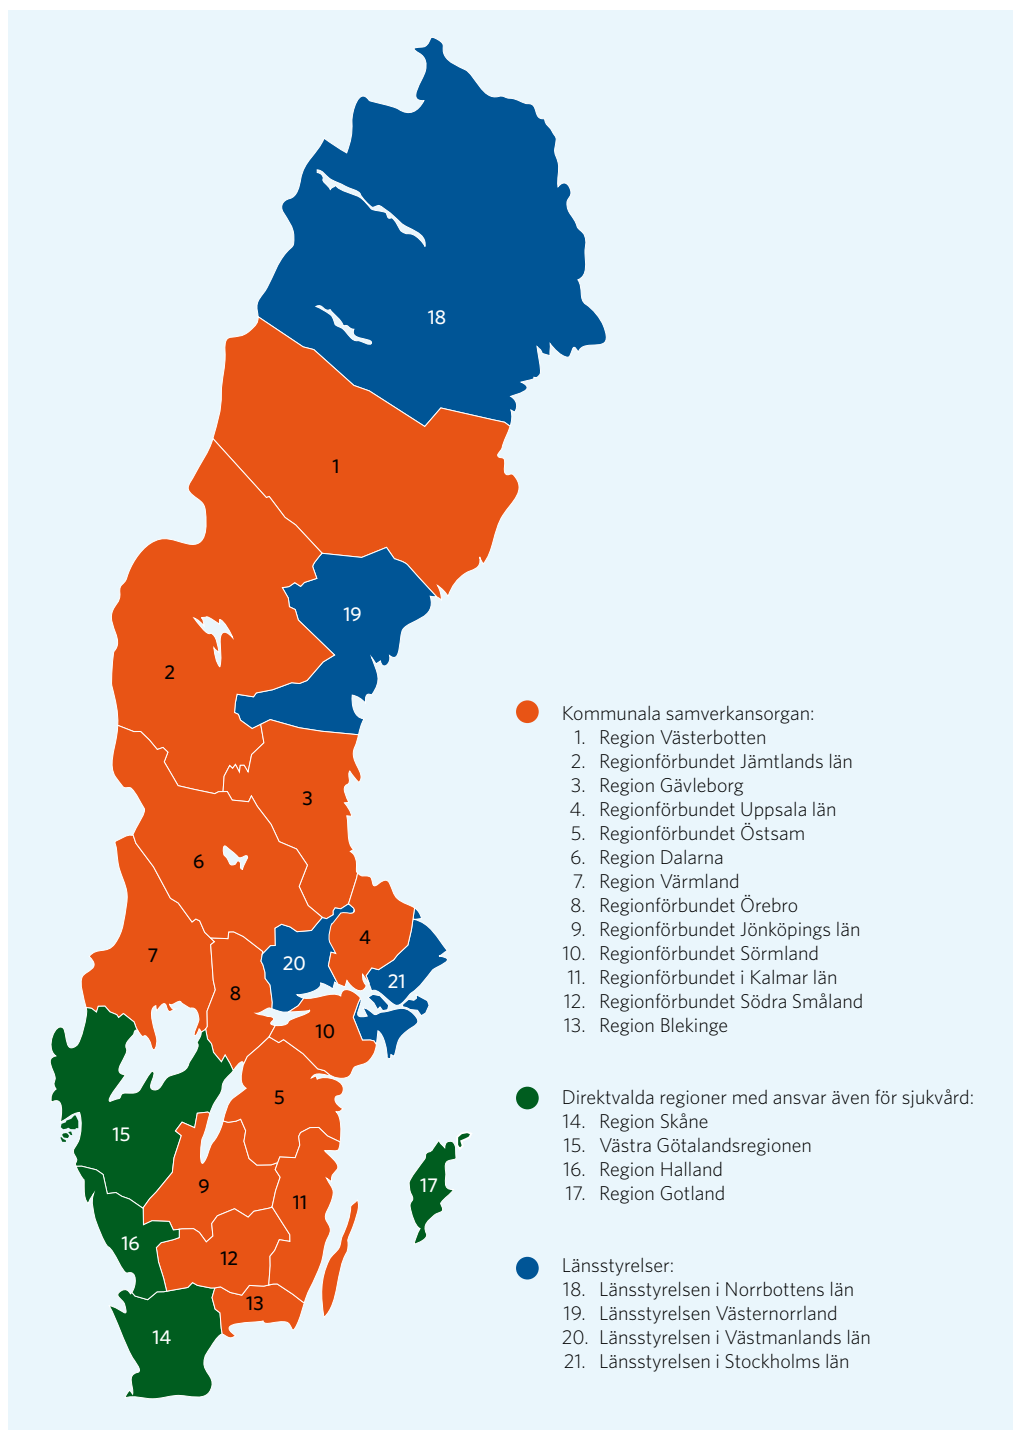 18
1
19
2
3
6
4
7
20
21
8
10
5
15
17
9
11
16
12
13
14
Kommunala samverkansorgan:
1. Region Västerbotten
2. Regionförbundet Jämtlands län
3. Region Gävleborg
4. Regionförbundet Uppsala län
5. Regionförbundet Östsam
6. Region Dalarna
7. Region Värmland
8. Regionförbundet Örebro
9. Regionförbundet Jönköpings län
10. Regionförbundet Sörmland
11. Regionförbundet i Kalmar län
12. Regionförbundet Södra Småland
13. Region Blekinge
Direktvalda regioner med ansvar även för sjukvård:
14. Region Skåne
15. Västra Götalandsregionen
16. Region Halland
17. Region Gotland
Länsstyrelser:
18. Länsstyrelsen i Norrbottens län
19. Länsstyrelsen Västernorrland
20. Länsstyrelsen i Västmanlands län
21. Länsstyrelsen i Stockholms län